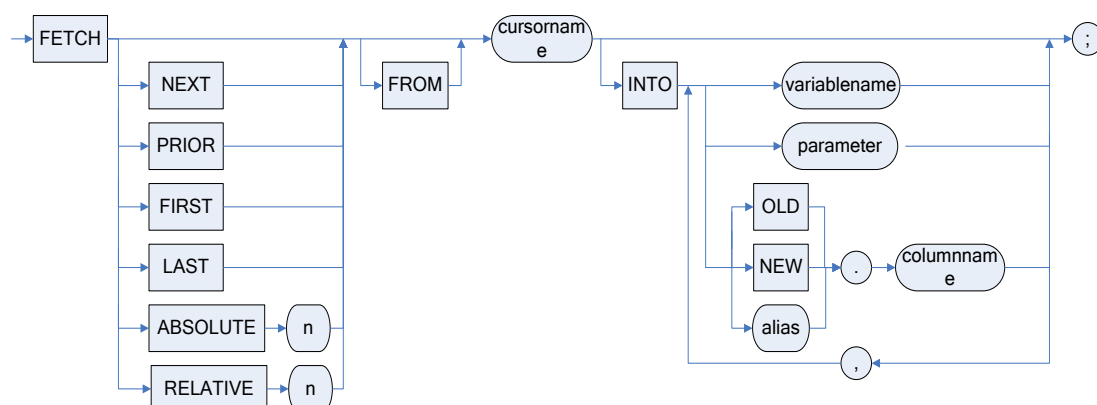 FETCH
NEXT
PRIOR
FIRST
LAST
ABSOLUTE
n
RELATIVE
n
FROM
cursornam
e
INTO
variablename
parameter
OLD
NEW
alias
.
columnnam
e
,
;